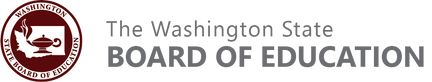 WASHINGTON
STATE BOARD OF EDUCATION
The Washington State
BOARD OF EDUCATION